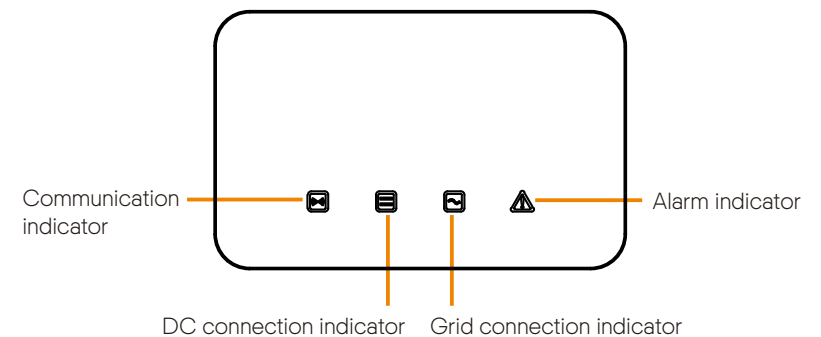 Communication
indicator
Alarm indicator
DC connection indicator
Grid connection indicator